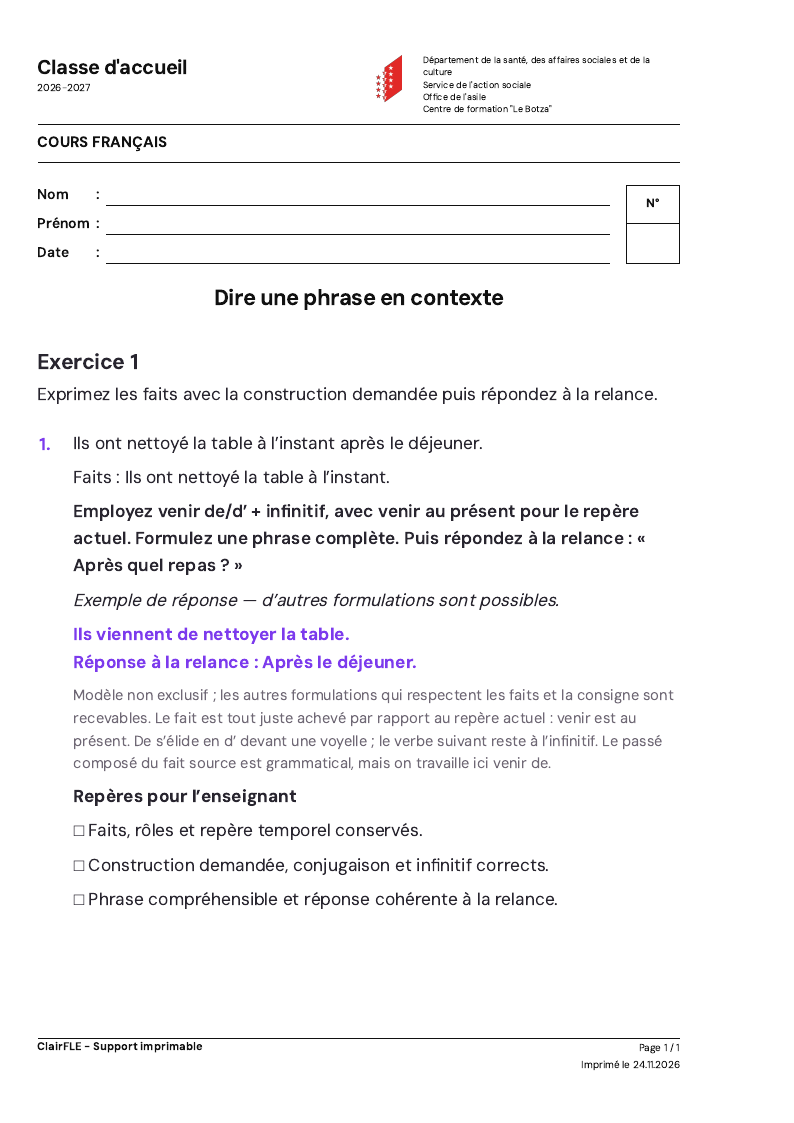 Classe d'accueil
2026-2027
Département de la santé, des affaires sociales et de la
culture
Service de l'action sociale
Office de l'asile
Centre de formation "Le Botza"
COURS FRANÇAIS
Nom :
Prénom :
Date :
N°
Dire une phrase en contexte
Exercice 1
Exprimez les faits avec la construction demandée puis répondez à la relance.
1. Ils ont nettoyé la table à l’instant après le déjeuner.
Faits : Ils ont nettoyé la table à l’instant.
Employez venir de/d’ + infinitif, avec venir au présent pour le repère
actuel. Formulez une phrase complète. Puis répondez à la relance : «
Après quel repas ? »
Exemple de réponse — d’autres formulations sont possibles.
Ils viennent de nettoyer la table.
Réponse à la relance : Après le déjeuner.
Modèle non exclusif ; les autres formulations qui respectent les faits et la consigne sont
recevables. Le fait est tout juste achevé par rapport au repère actuel : venir est au
présent. De s’élide en d’ devant une voyelle ; le verbe suivant reste à l’infinitif. Le passé
composé du fait source est grammatical, mais on travaille ici venir de.
Repères pour l’enseignant
☐ Faits, rôles et repère temporel conservés.
☐ Construction demandée, conjugaison et infinitif corrects.
☐ Phrase compréhensible et réponse cohérente à la relance.
ClairFLE - Support imprimable
Page 1 / 1
Imprimé le 24.11.2026